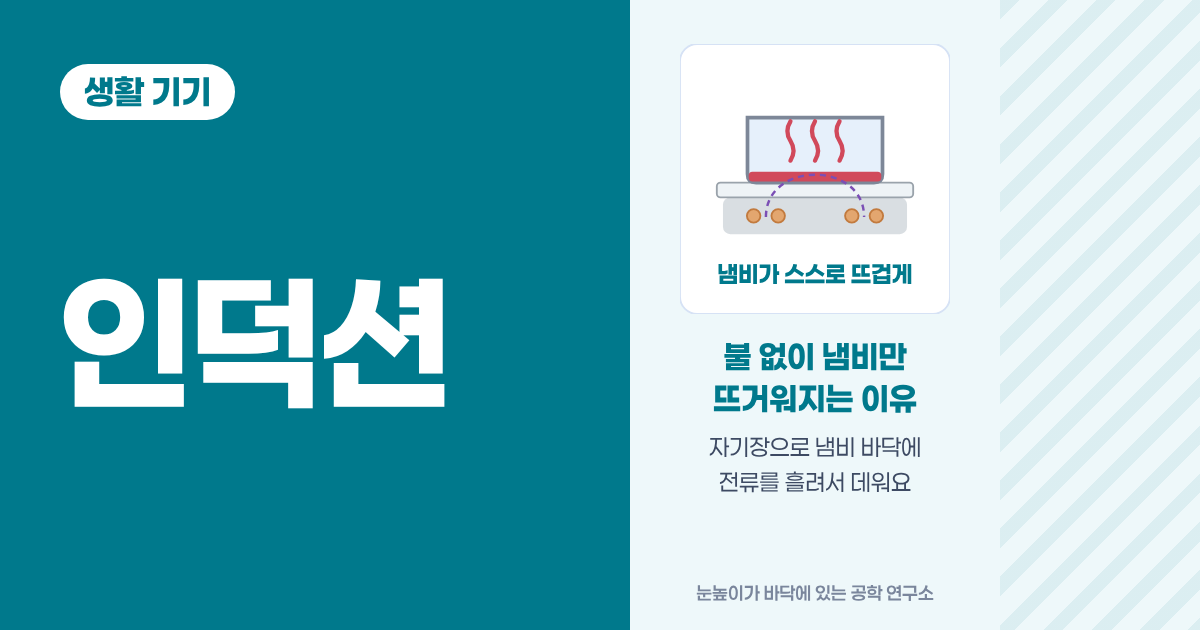 생활 기기
인덕션
냄비가 스스로 뜨겁게
불 없이 냄비만
뜨거워지는 이유
자기장으로 냄비 바닥에
전류를 흘려서 데워요
눈높이가 바닥에 있는 공학 연구소